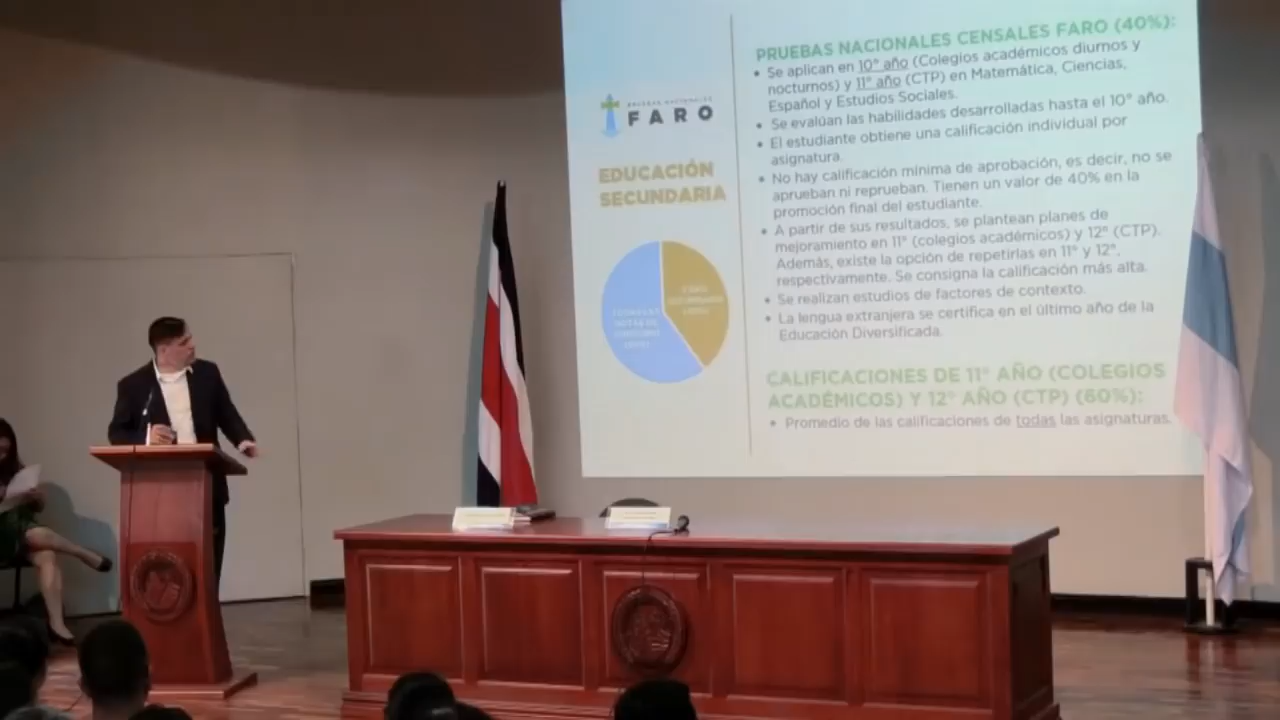 PRUEBAS NACIONALES
FARO
EDUCACIÓN
SECUNDARIA
PRUEBAS NACIONALES CENSALES FARO (40%):
• Se aplican en 10° año (Colegios académicos diurnos y
nocturnos) y 11° año (CTP) en Matemática, Ciencias,
Español y Estudios Sociales.
• Se evalúan las habilidades desarrolladas hasta el 10° año.
• El estudiante obtiene una calificación individual por
asignatura.
• No hay calificación mínima de aprobación, es decir, no se
aprueban ni reprueban. Tienen un valor de 40% en la
promoción final del estudiante.
• A partir de sus resultados, se plantean planes de
mejoramiento en 11° (colegios académicos) y 12° (CTP).
Además, existe la opción de repetirlas en 11° y 12°,
respectivamente. Se consigna la calificación más alta.
• Se realizan estudios de factores de contexto.
• La lengua extranjera se certifica en el último año de la
Educación Diversificada.
CALIFICACIONES DE 11° AÑO (COLEGIOS
ACADÉMICOS) Y 12° AÑO (CTP) (60%):
• Promedio de las calificaciones de todas las asignaturas.